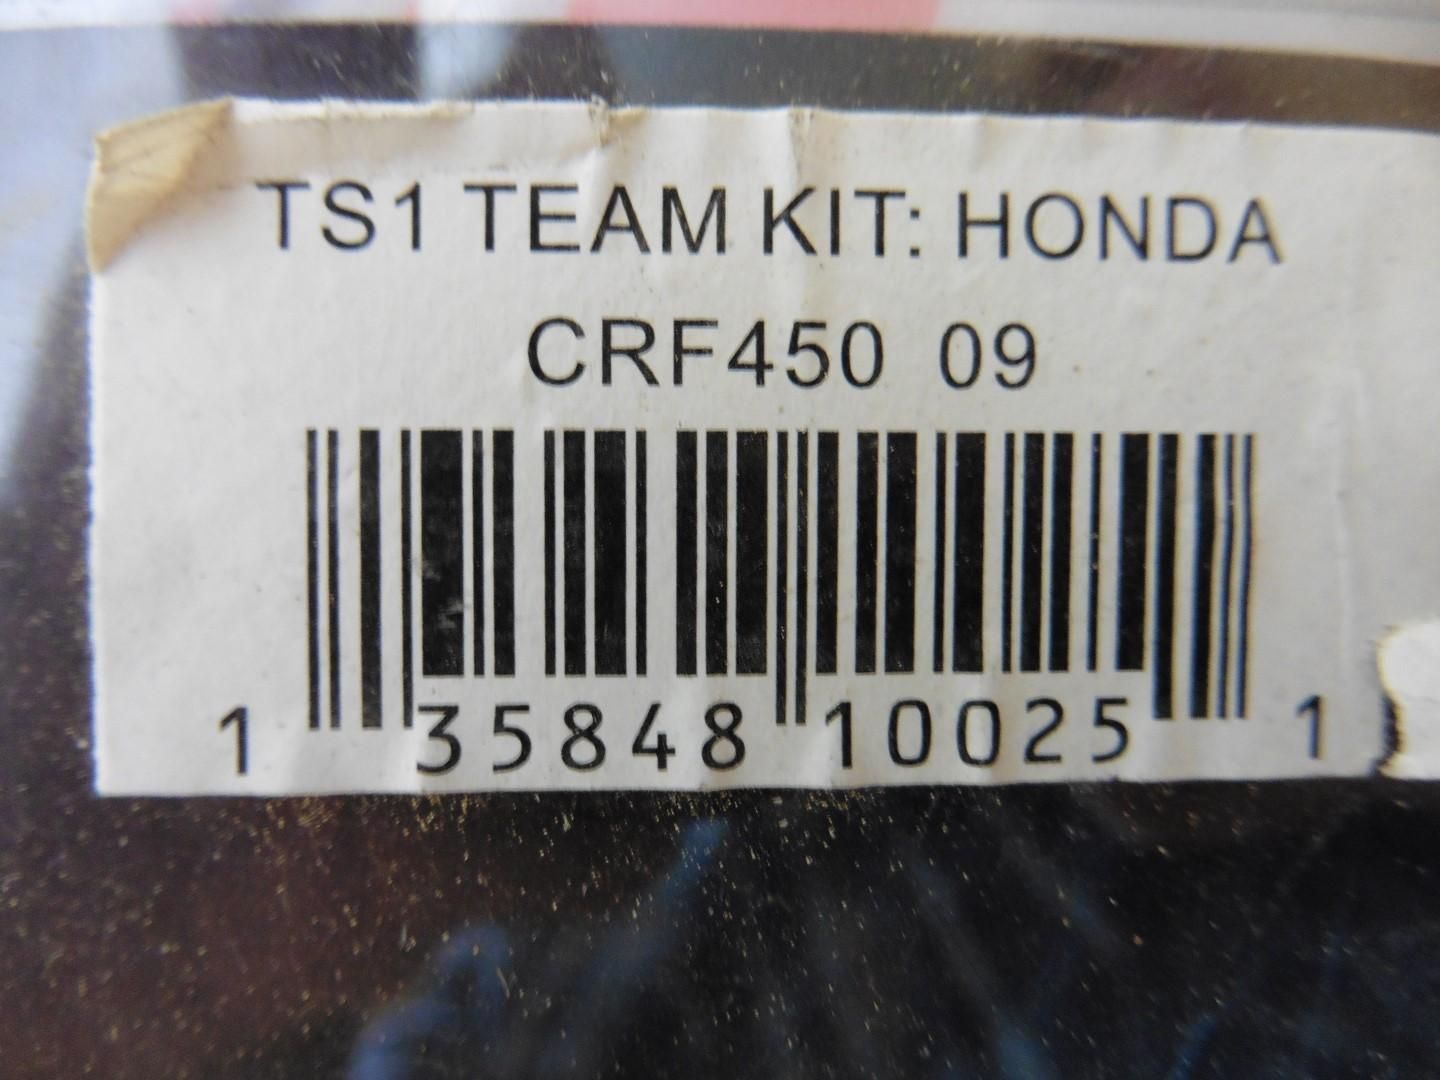 TS1 TEAM KIT: HONDA
CRF450 09
1 35848 10025 1